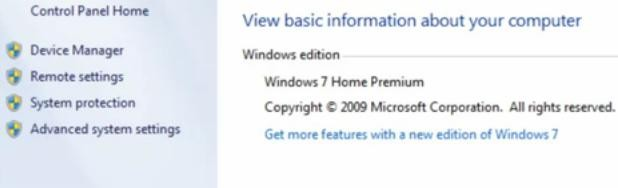 Control Panel Home
Device Manager
Remote settings
System protection
Advanced system settings
View basic information about your computer
Windows edition
Windows 7 Home Premium
Copyright © 2009 Microsoft Corporation.  All rights reserved.
Get more features with a new edition of Windows 7